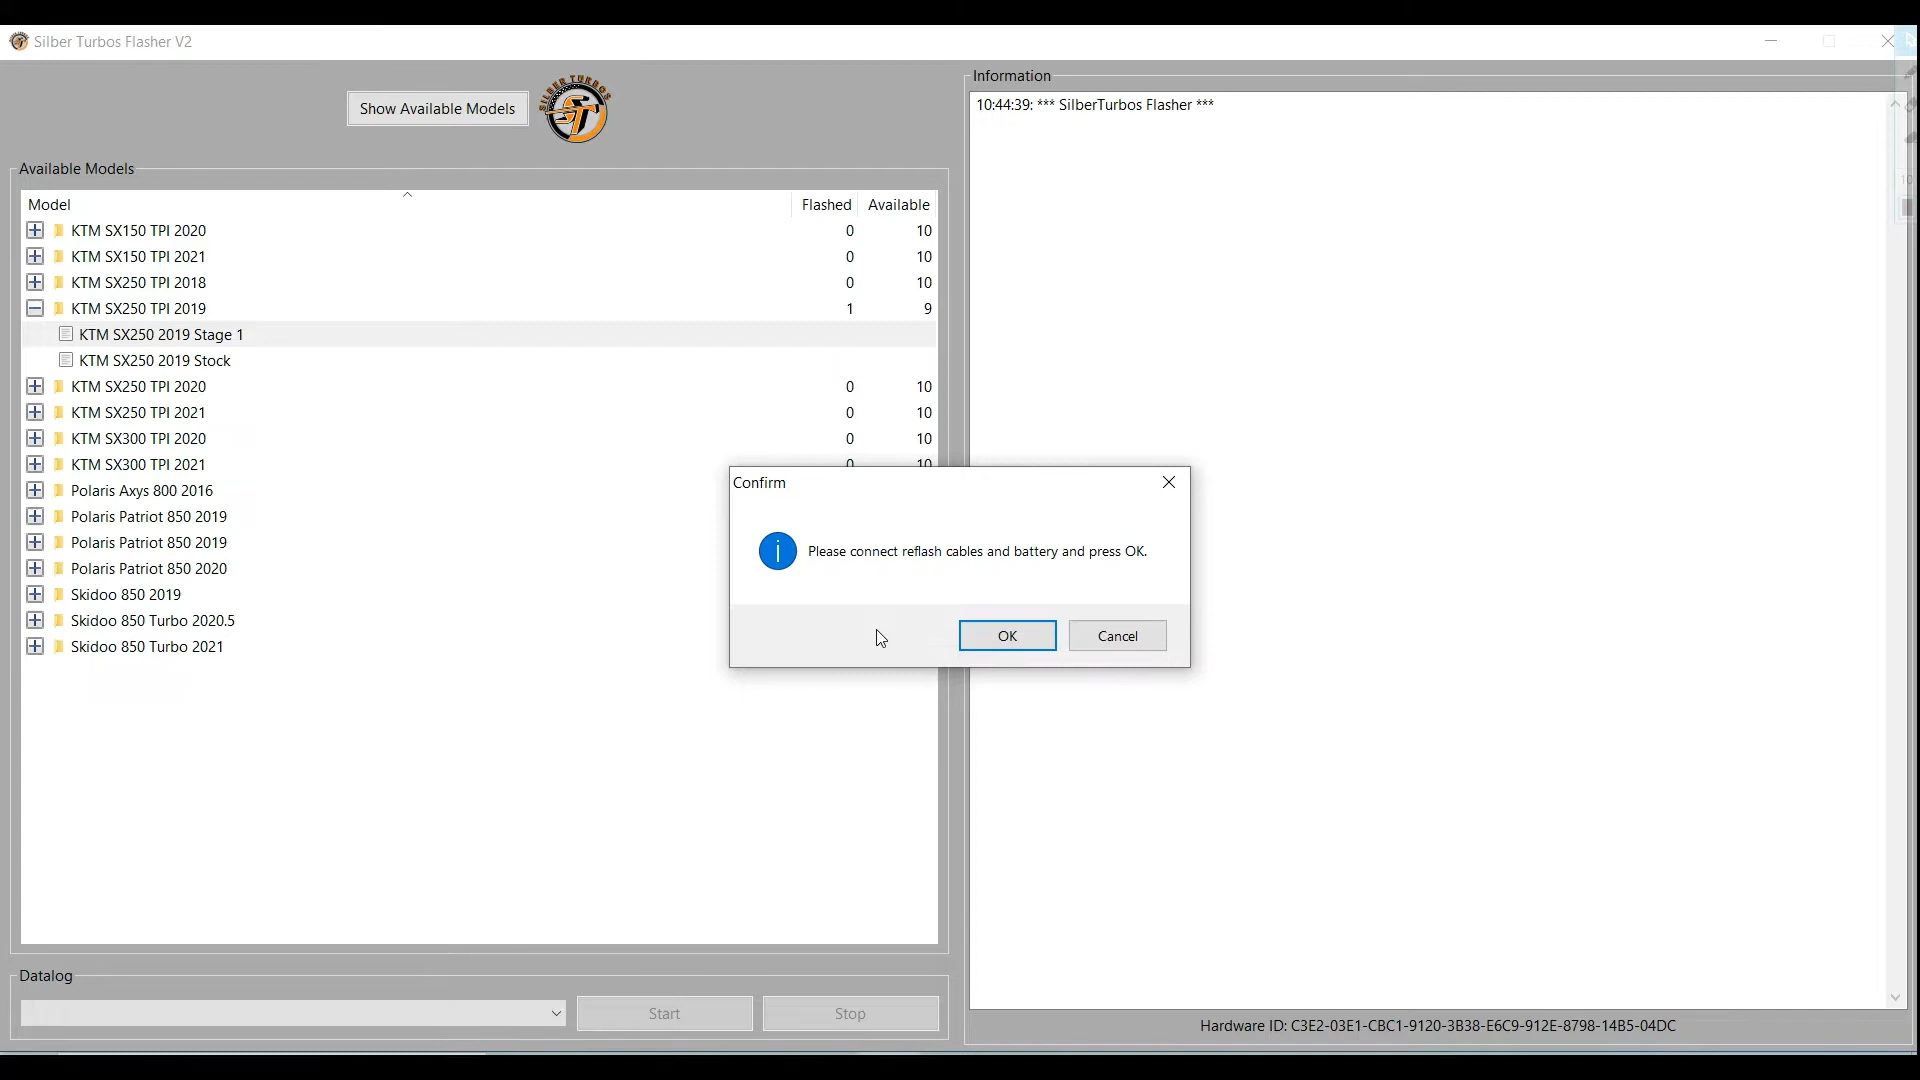 Silber Turbos Flasher V2
Show Available Models
SILBER TURBOS
ST
Available Models
Model Flashed Available
KTM SX150 TPI 2020 0 10
KTM SX150 TPI 2021 0 10
KTM SX250 TPI 2018 0 10
KTM SX250 TPI 2019 1 9
KTM SX250 2019 Stage 1
KTM SX250 2019 Stock
KTM SX250 TPI 2020 0 10
KTM SX250 TPI 2021 0 10
KTM SX300 TPI 2020 0 10
KTM SX300 TPI 2021 0 10
Polaris Axys 800 2016
Polaris Patriot 850 2019
Polaris Patriot 850 2019
Polaris Patriot 850 2020
Skidoo 850 2019
Skidoo 850 Turbo 2020.5
Skidoo 850 Turbo 2021
Confirm
Please connect reflash cables and battery and press OK.
OK Cancel
Datalog
Start Stop
Information
10:44:39: *** SilberTurbos Flasher ***
10
Hardware ID: C3E2-03E1-CBC1-9120-3B38-E6C9-912E-8798-14B5-04DC